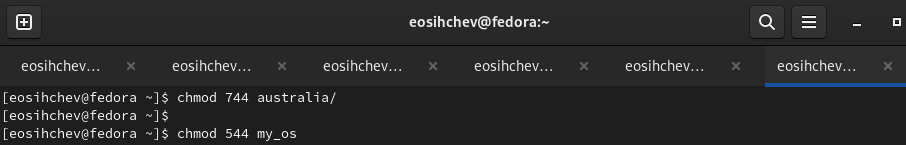 eosihchev@fedora:~
eosihchev... eosihchev... eosihchev... eosihchev... eosihchev... eosihchev...
[eosihchev@fedora ~]$ chmod 744 australia/
[eosihchev@fedora ~]$
[eosihchev@fedora ~]$ chmod 544 my_os